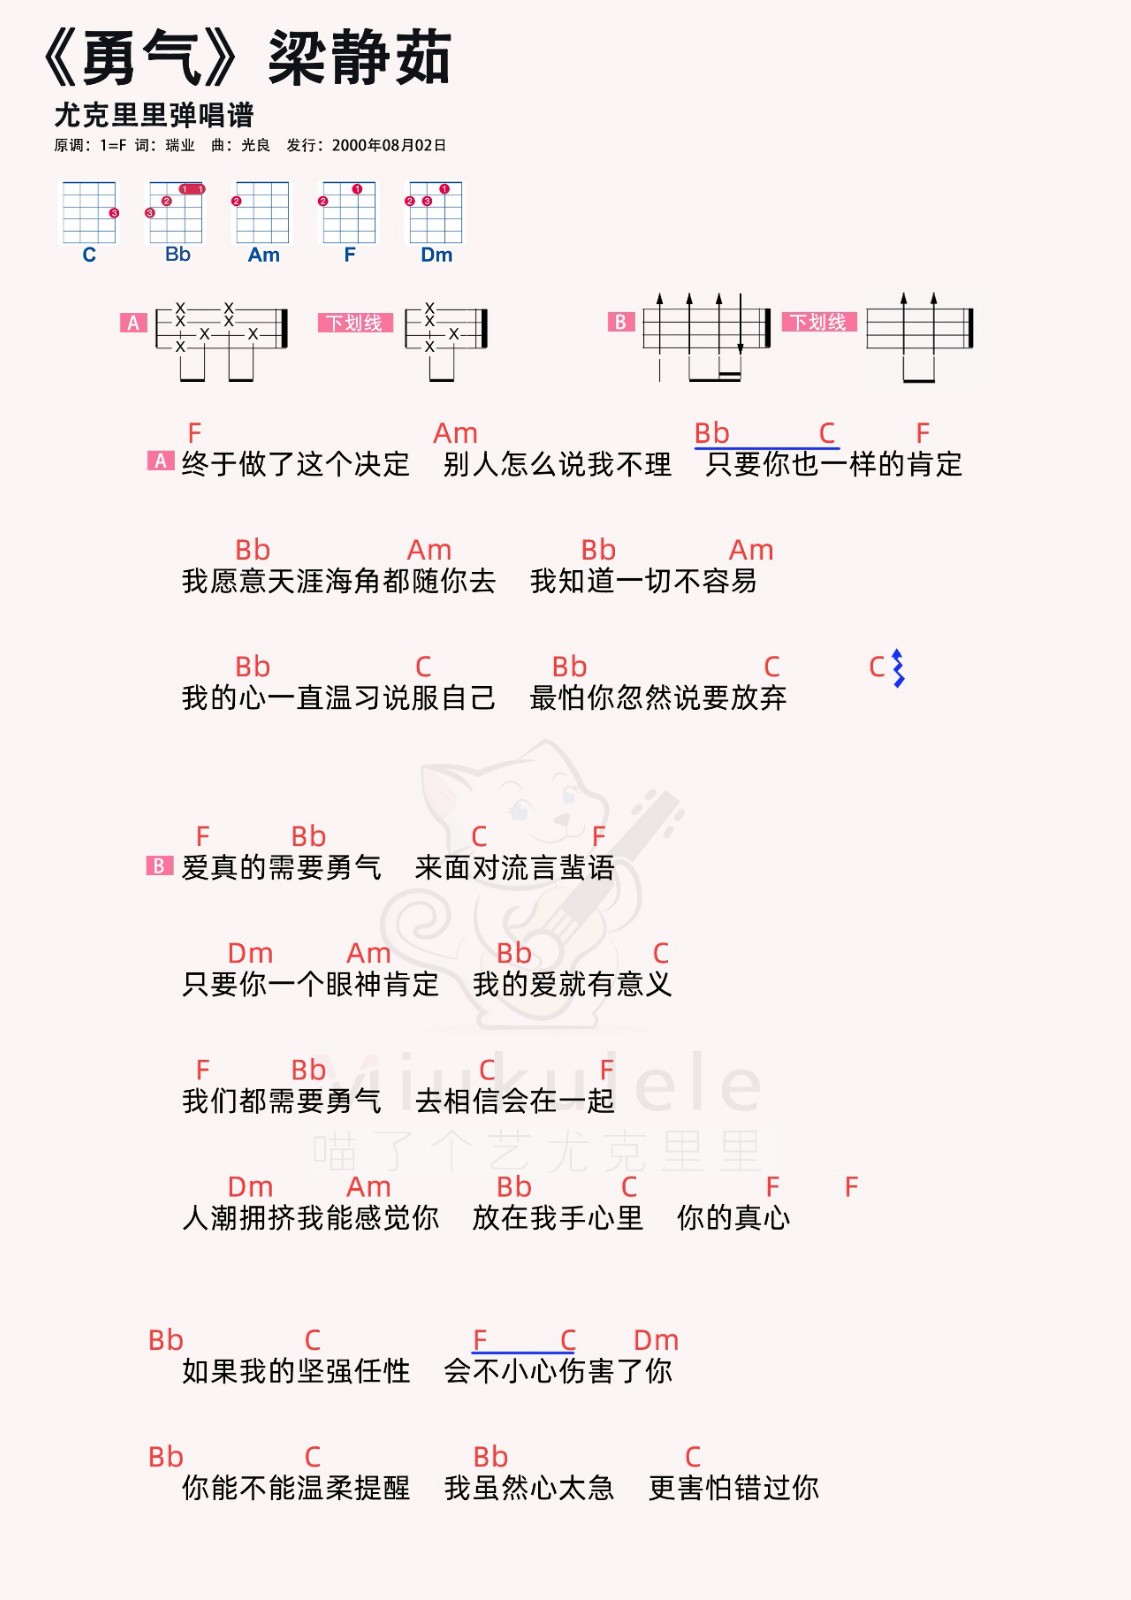 《勇气》梁静茹
尤克里里弹唱谱
原调：1=F 词：瑞业 曲：光良 发行：2000年08月02日
3 1 1 2 3 2 1 2 1 2 3
C Bb Am F Dm
A 下划线 B 下划线
F Am Bb C F
A 终于做了这个决定 别人怎么说我不理 只要你也一样的肯定
Bb Am Bb Am
我愿意天涯海角都随你去 我知道一切不容易
Bb C Bb C C
我的心一直温习说服自己 最怕你忽然说要放弃
F Bb C F
B 爱真的需要勇气 来面对流言蜚语
Dm Am Bb C
只要你一个眼神肯定 我的爱就有意义
F Bb C F
我们都需要勇气 去相信会在一起
Miukulele
喵了个艺尤克里里
Dm Am Bb C F F
人潮拥挤我能感觉你 放在我手心里 你的真心
Bb C F C Dm
如果我的坚强任性 会不小心伤害了你
Bb C Bb C
你能不能温柔提醒 我虽然心太急 更害怕错过你